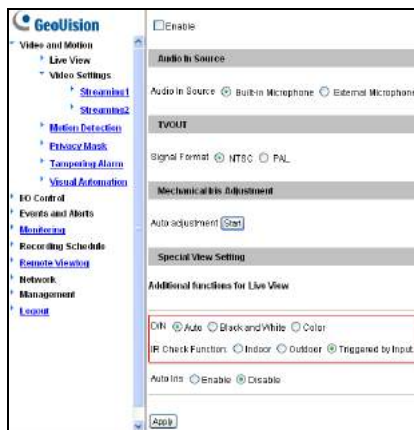 GeoVision
Video and Motion
Live View
Video Settings
Streaming1
Streaming2
Motion Detection
Privacy Mask
Tampering Alarm
Visual Automation
I/O Control
Events and Alerts
Monitoring
Recording Schedule
Remote Viewlog
Network
Management
Logout
Enable
Audio In Source
Audio In Source Built-in Microphone External Microphone
TVOUT
Signal Format NTSC PAL
Mechanical Iris Adjustment
Auto adjustment Start
Special View Setting
Additional functions for Live View
D/N Auto Black and White Color
IR Check Function: Indoor Outdoor Triggered by Input
Auto Iris Enable Disable
Apply